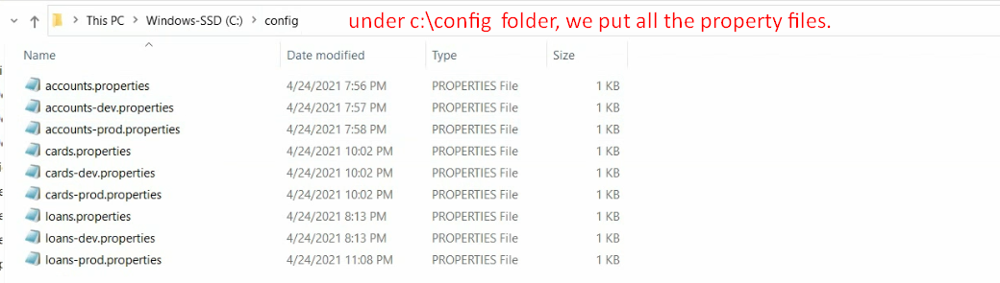 This PC > Windows-SSD (C:) > config under c:\config folder, we put all the property files.
Name Date modified Type Size
accounts.properties 4/24/2021 7:56 PM PROPERTIES File 1 KB
accounts-dev.properties 4/24/2021 7:57 PM PROPERTIES File 1 KB
accounts-prod.properties 4/24/2021 7:58 PM PROPERTIES File 1 KB
cards.properties 4/24/2021 10:02 PM PROPERTIES File 1 KB
cards-dev.properties 4/24/2021 10:02 PM PROPERTIES File 1 KB
cards-prod.properties 4/24/2021 10:02 PM PROPERTIES File 1 KB
loans.properties 4/24/2021 8:13 PM PROPERTIES File 1 KB
loans-dev.properties 4/24/2021 8:13 PM PROPERTIES File 1 KB
loans-prod.properties 4/24/2021 11:08 PM PROPERTIES File 1 KB